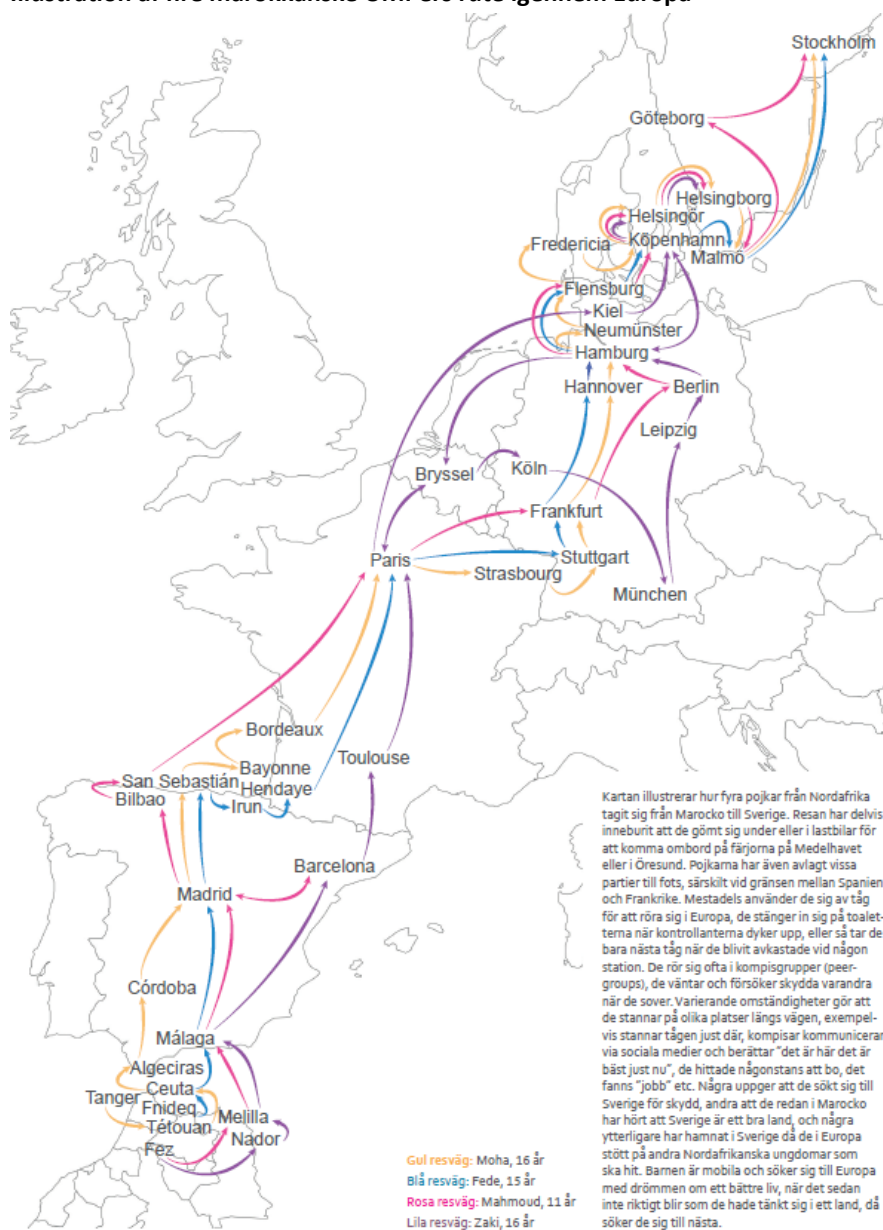 Illustration af fire marokkanske rute igennem Europa
Stockholm
Göteborg
Helsingborg
Helsingör
Fredericia
Köpenhamn
Malmö
Flensburg
Kiel
Neumünster
Hamburg
Hannover
Berlin
Leipzig
Bryssel
Köln
Frankfurt
Paris
Stuttgart
Strasbourg
München
Bordeaux
Toulouse
Bayonne
San Sebastián
Hendaye
Bilbao
Irun
Barcelona
Madrid
Córdoba
Málaga
Algeciras
Ceuta
Tanger
Fnideq
Melilla
Tétouan
Nador
Fez
Gul resväg: Moha, 16 år
Blå resväg: Fede, 15 år
Rosa resväg: Mahmoud, 11 år
Lila resväg: Zaki, 16 år
Kartan illustrerar hur fyra pojkar från Nordafrika
tagit sig från Marocko till Sverige. Resan har delvis
inneburit att de gömt sig under eller i lastbilar för
att komma ombord på färjorna på Medelhavet
eller i Öresund. Pojkarna har även avlagt vissa
partier till fots, särskilt vid gränsen mellan Spanien
och Frankrike. Mestadels använder de sig av tåg
för att röra sig i Europa, de stänger in sig på toalet-
terna när kontrollanterna dyker upp, eller så tar de
bara nästa tåg när de blivit avkastade vid någon
station. De rör sig ofta i kompisgrupper (peer-
groups), de väntar och försöker skydda varandra
när de sover. Varierande omständigheter gör att
de stannar på olika platser längs vägen, exempel-
vis stannar tågen just där, kompisar kommunicerar
via sociala medier och berättar "det är här det är
bäst just nu", de hittade någonstans att bo, det
fanns "jobb" etc. Några uppger att de sökt sig till
Sverige för skydd, andra att de redan i Marocko
har hört att Sverige är ett bra land, och några
ytterligare har hamnat i Sverige då de i Europa
stött på andra Nordafrikanska ungdomar som
ska hit. Barnen är mobila och söker sig till Europa
med drömmen om ett bättre liv, när det sedan
inte riktigt blir som de hade tänkt sig i ett land, då
söker de sig till nästa.